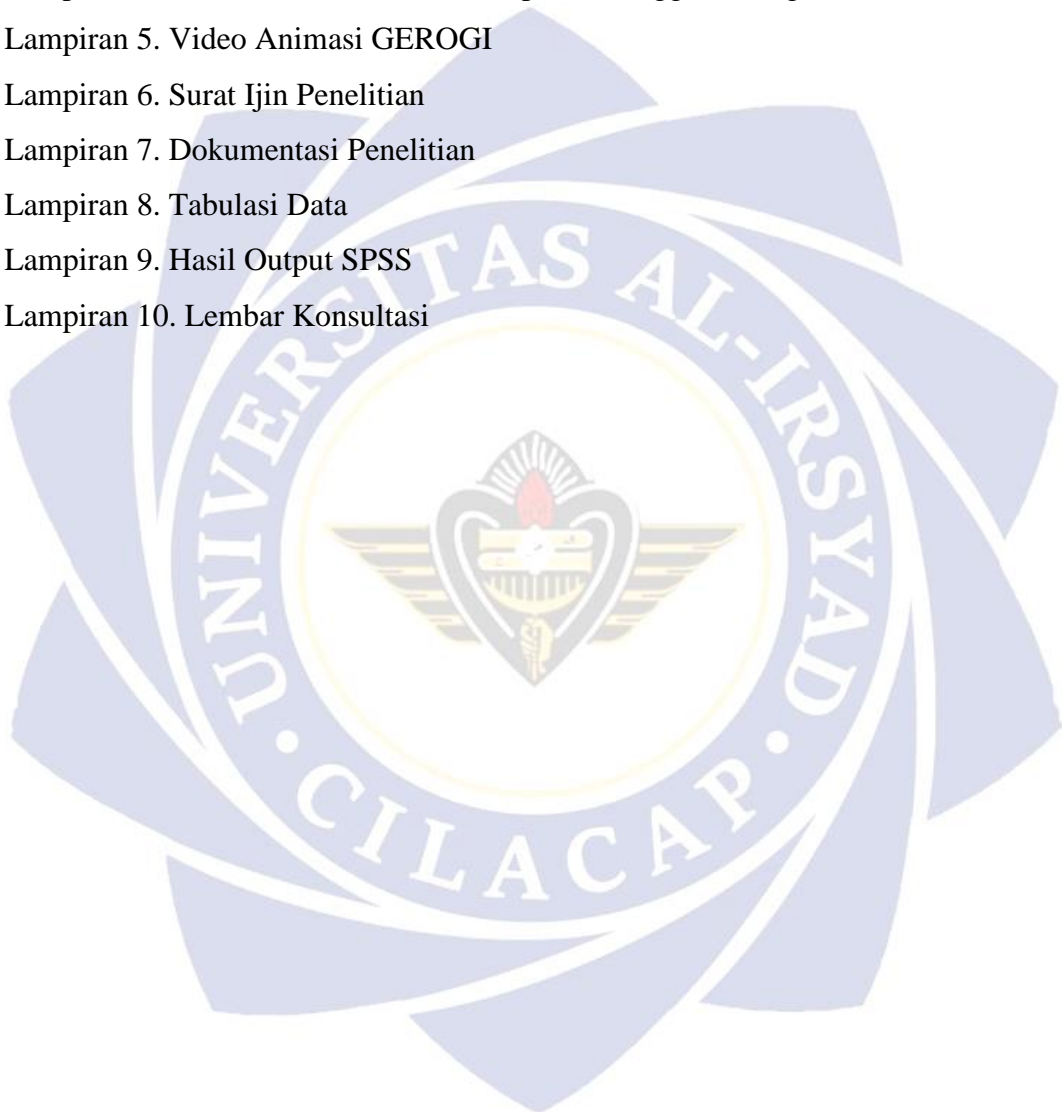 Lampiran 5. Video Animasi GEROGI
Lampiran 6. Surat Ijin Penelitian
Lampiran 7. Dokumentasi Penelitian
Lampiran 8. Tabulasi Data
Lampiran 9. Hasil Output SPSS
Lampiran 10. Lembar Konsultasi
UNIVERSITAS AL-IRSYAD
• CILACAP •